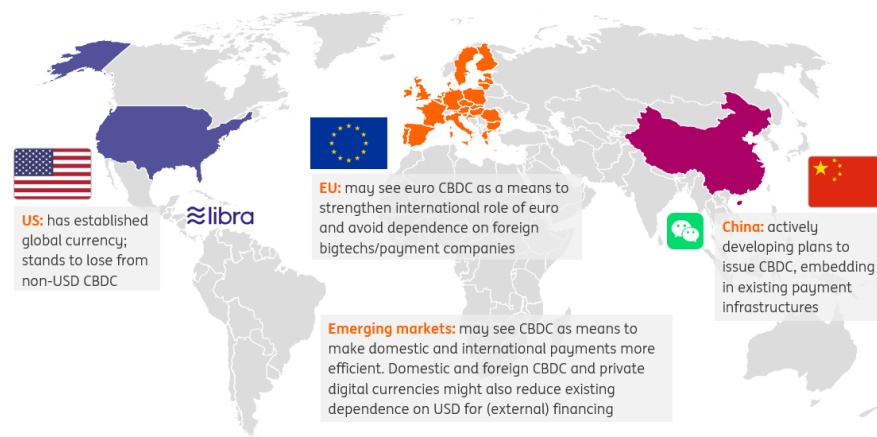 libra
US: has established
global currency;
stands to lose from
non-USD CBDC
EU: may see euro CBDC as a means to
strengthen international role of euro
and avoid dependence on foreign
bigtechs/payment companies
China: actively
developing plans to
issue CBDC, embedding
in existing payment
infrastructures
Emerging markets: may see CBDC as means to
make domestic and international payments more
efficient. Domestic and foreign CBDC and private
digital currencies might also reduce existing
dependence on USD for (external) financing